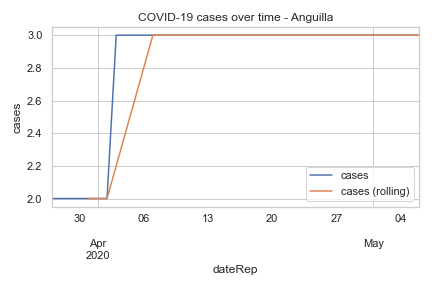 COVID-19 cases over time - Anguilla
cases
3.0
2.8
2.6
2.4
2.2
2.0
cases
cases (rolling)
30 06 13 20 27 04
Apr May
2020
dateRep